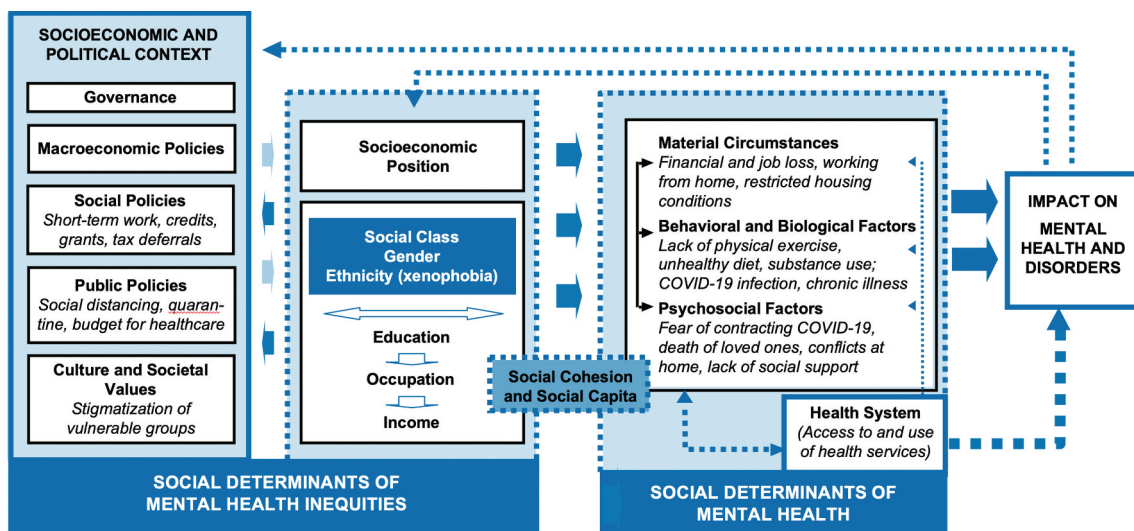 SOCIOECONOMIC AND
POLITICAL CONTEXT
Governance
Macroeconomic Policies
Social Policies
Short-term work, credits,
grants, tax deferrals
Public Policies
Social distancing, quaran-
tine, budget for healthcare
Culture and Societal
Values
Stigmatization of
vulnerable groups
Socioeconomic
Position
Social Class
Gender
Ethnicity (xenophobia)
Education
Occupation
Income
SOCIAL DETERMINANTS OF
MENTAL HEALTH INEQUITIES
Social Cohesion
and Social Capita
Material Circumstances
Financial and job loss, working
from home, restricted housing
conditions
Behavioral and Biological Factors
Lack of physical exercise,
unhealthy diet, substance use;
COVID-19 infection, chronic illness
Psychosocial Factors
Fear of contracting COVID-19,
death of loved ones, conflicts at
home, lack of social support
Health System
(Access to and use
of health services)
SOCIAL DETERMINANTS OF
MENTAL HEALTH
IMPACT ON
MENTAL
HEALTH AND
DISORDERS